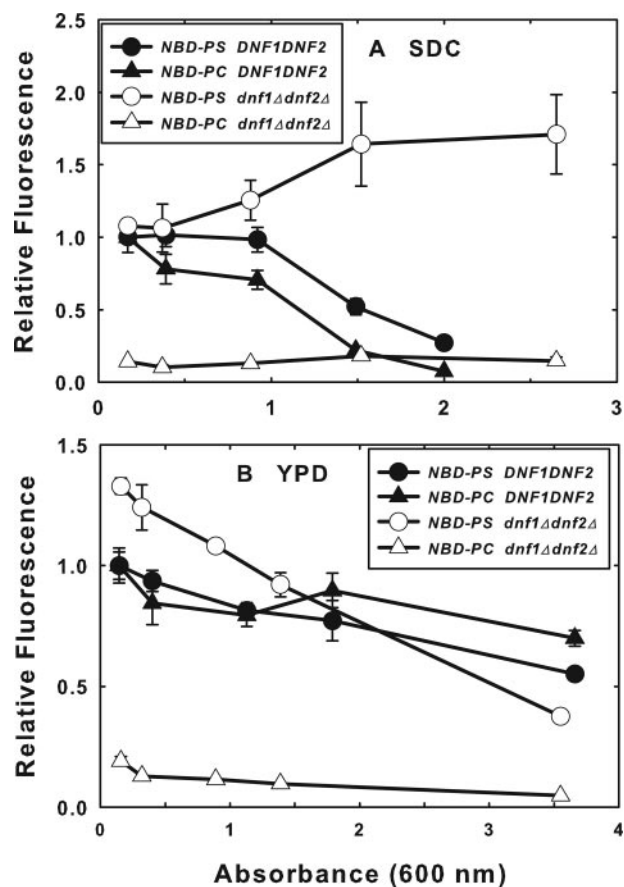 2.5
NBD-PS DNF1DNF2
NBD-PC DNF1DNF2
NBD-PS dnf1Δdnf2Δ
NBD-PC dnf1Δdnf2Δ
A SDC
2.0
1.5
1.0
0.5
0.0
Relative Fluorescence
0 1 2 3
1.5
B YPD
NBD-PS DNF1DNF2
NBD-PC DNF1DNF2
NBD-PS dnf1Δdnf2Δ
NBD-PC dnf1Δdnf2Δ
1.0
0.5
0.0
Relative Fluorescence
0 1 2 3 4
Absorbance (600 nm)